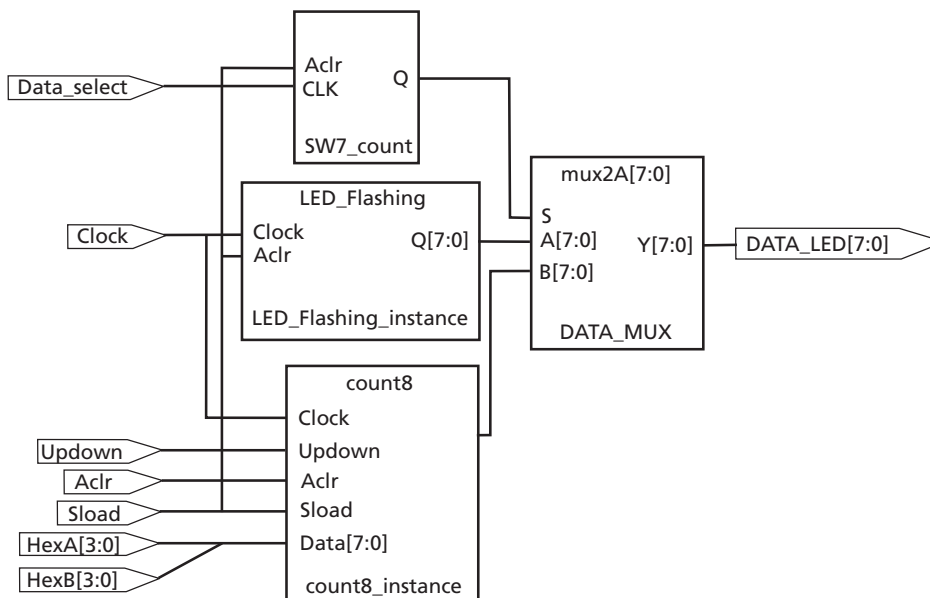 Data_select
Aclr
CLK
Q
SW7_count
Clock
LED_Flashing
Clock
Aclr
Q[7:0]
LED_Flashing_instance
mux2A[7:0]
S
A[7:0]
B[7:0]
Y[7:0]
DATA_MUX
DATA_LED[7:0]
Updown
Aclr
Sload
HexA[3:0]
HexB[3:0]
count8
Clock
Updown
Aclr
Sload
Data[7:0]
count8_instance